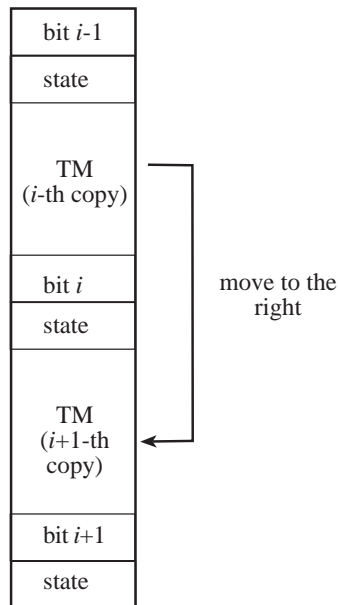 bit i-1
state
TM
(i-th copy)
bit i
state
move to the
right
TM
(i+1-th
copy)
bit i+1
state